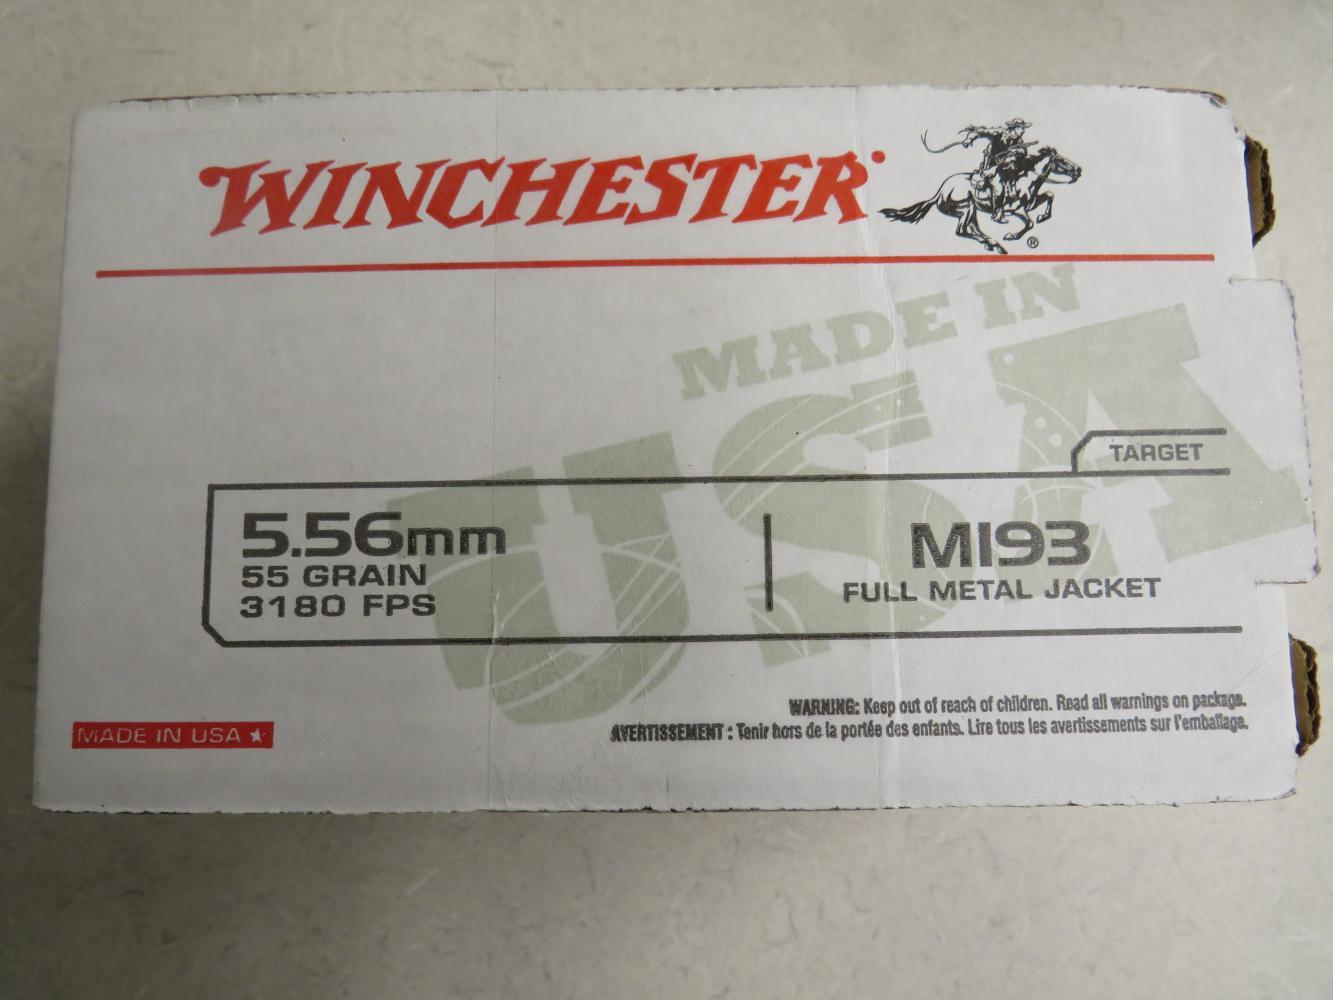 WINCHESTER
®
MADE IN
USA
TARGET
5.56mm
55 GRAIN
3180 FPS
M193
FULL METAL JACKET
WARNING: Keep out of reach of children. Read all warnings on package.
AVERTISSEMENT : Tenir hors de la portée des enfants. Lire tous les avertissements sur l'emballage.
MADE IN USA ★